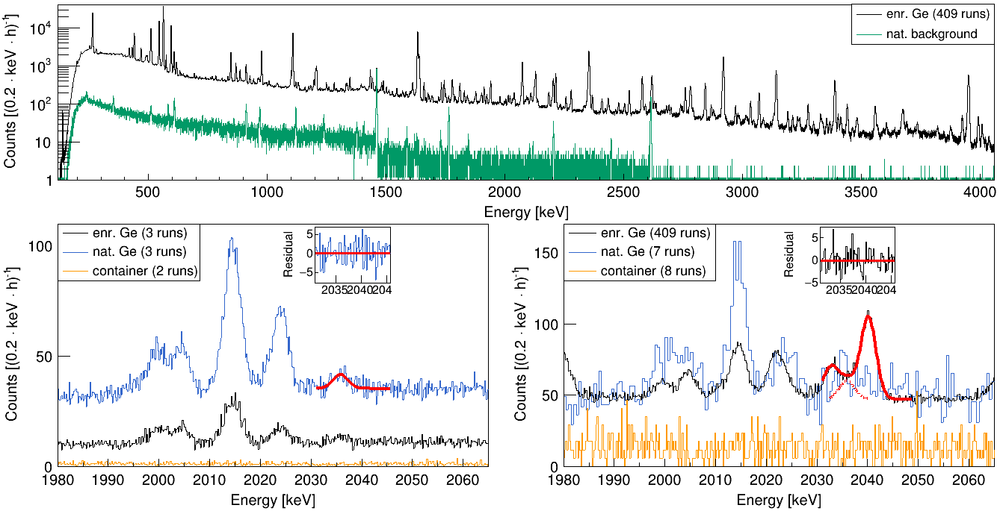 Counts [(0.2 · keV · h)⁻¹]
10⁴
10³
10²
10
1
enr. Ge (409 runs)
nat. background
500 1000 1500 2000 2500 3000 3500 4000
Energy [keV]
Counts [(0.2 · keV · h)⁻¹]
100
50
0
enr. Ge (3 runs)
nat. Ge (3 runs)
container (2 runs)
Residual
5
0
−5
2035 2040 204
1980 1990 2000 2010 2020 2030 2040 2050 2060
Energy [keV]
Counts [(0.2 · keV · h)⁻¹]
150
100
50
0
enr. Ge (409 runs)
nat. Ge (7 runs)
container (8 runs)
Residual
5
0
−5
2035 2040 204
1980 1990 2000 2010 2020 2030 2040 2050 2060
Energy [keV]